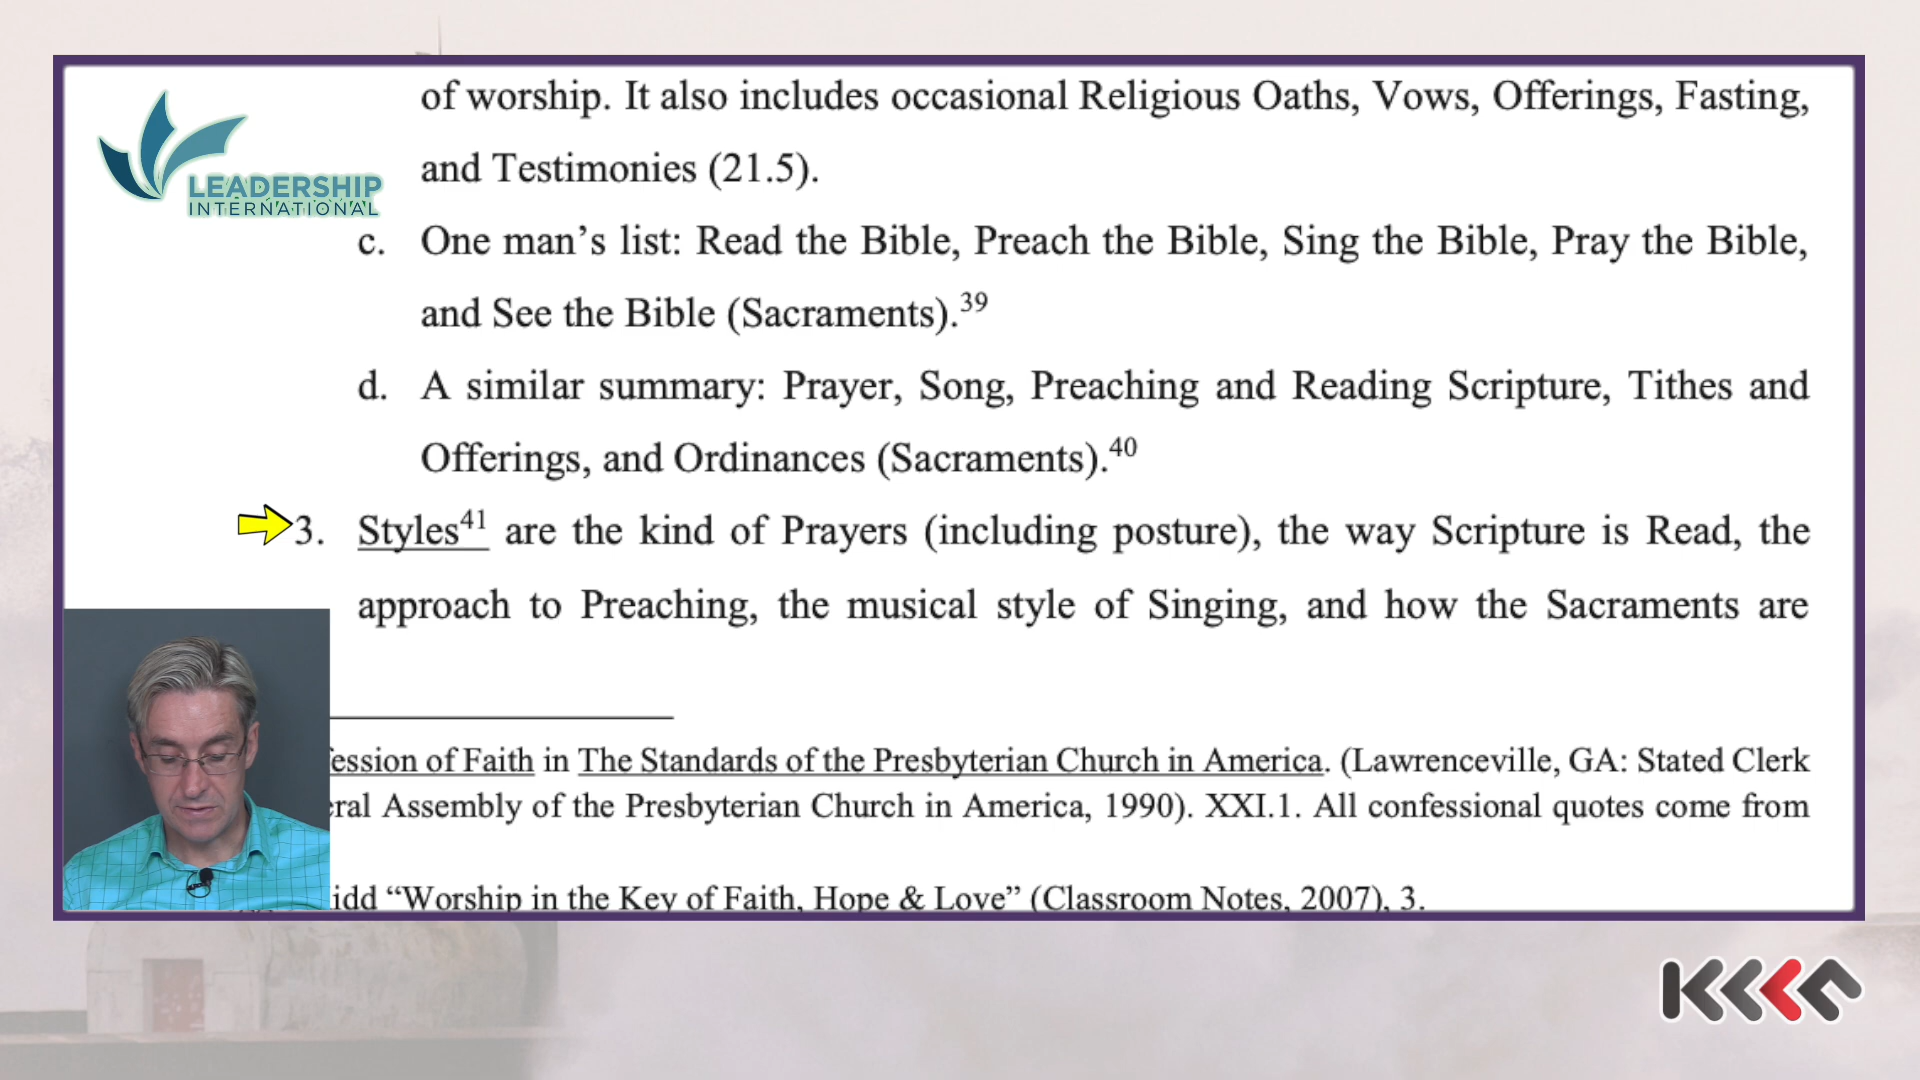 of worship. It also includes occasional Religious Oaths, Vows, Offerings, Fasting,
and Testimonies (21.5).
LEADERSHIP
INTERNATIONAL
c. One man’s list: Read the Bible, Preach the Bible, Sing the Bible, Pray the Bible,
and See the Bible (Sacraments).39
d. A similar summary: Prayer, Song, Preaching and Reading Scripture, Tithes and
Offerings, and Ordinances (Sacraments).40
3. Styles41 are the kind of Prayers (including posture), the way Scripture is Read, the
approach to Preaching, the musical style of Singing, and how the Sacraments are
ession of Faith in The Standards of the Presbyterian Church in America. (Lawrenceville, GA: Stated Clerk
eral Assembly of the Presbyterian Church in America, 1990). XXI.1. All confessional quotes come from
idd “Worship in the Key of Faith, Hope & Love” (Classroom Notes, 2007), 3.